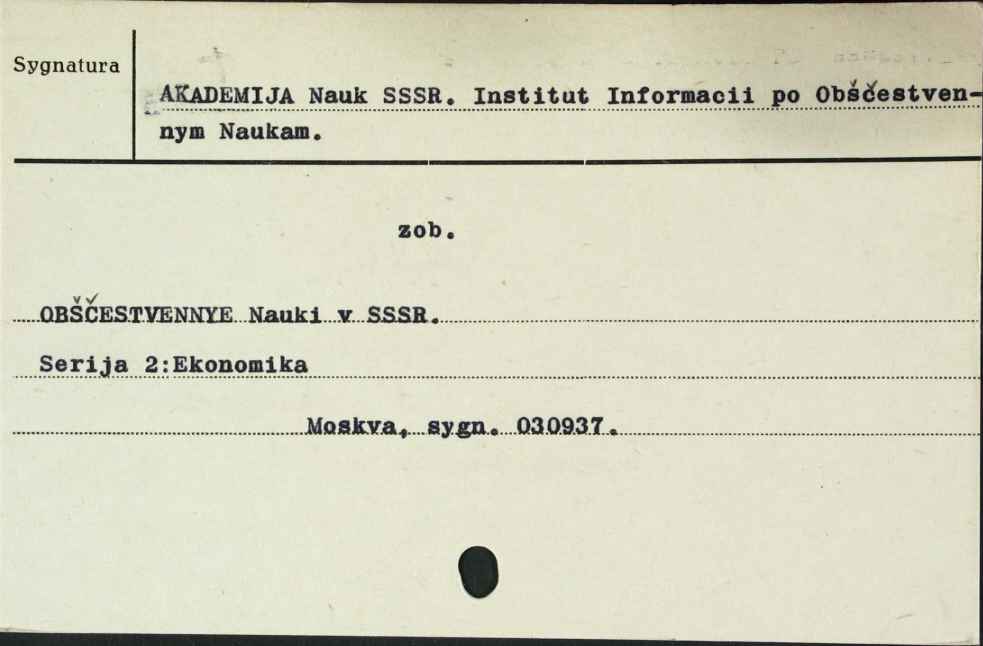 Sygnatura
AKADEMIJA Nauk SSSR. Institut Informacii po Obščestven-
nym Naukam.
zob.
OBŠČESTVENNYE Nauki v SSSR.
Serija 2:Ekonomika
Moskva, sygn. 030937.